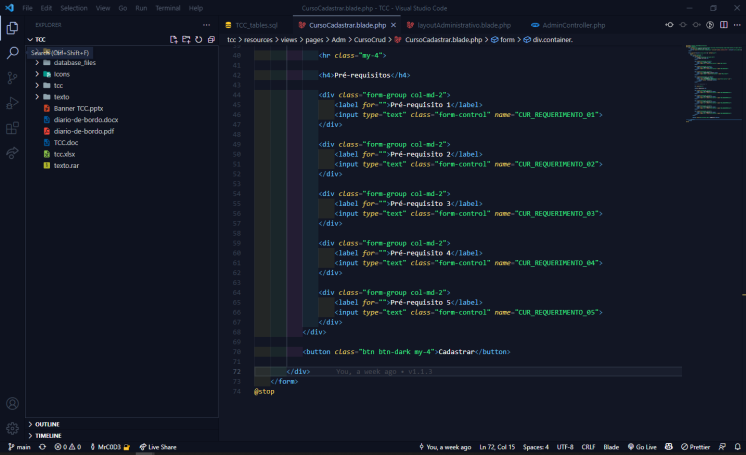 File Edit Selection View Go Run Terminal Help
CursoCadastrar.blade.php - TCC - Visual Studio Code
EXPLORER
TCC_tables.sql
CursoCadastrar.blade.php
layoutAdministrativo.blade.php
AdminController.php
TCC
tcc > resources > views > pages > Adm > CursoCrud > CursoCadastrar.blade.php > form > div.container.
Search (Ctrl+Shift+F)
database_files
Icons
tcc
texto
Banner TCC.pptx
diario-de-bordo.docx
diario-de-bordo.pdf
TCC.doc
tcc.xlsx
texto.rar
40 <hr class="my-4">
41
42 <h4>Pré-requisitos</h4>
43
44 <div class="form-group col-md-2">
45 <label for="">Pré-requisito 1</label>
46 <input type="text" class="form-control" name="CUR_REQUERIMENTO_01">
47 </div>
48
49 <div class="form-group col-md-2">
50 <label for="">Pré-requisito 2</label>
51 <input type="text" class="form-control" name="CUR_REQUERIMENTO_02">
52 </div>
53
54 <div class="form-group col-md-2">
55 <label for="">Pré-requisito 3</label>
56 <input type="text" class="form-control" name="CUR_REQUERIMENTO_03">
57 </div>
58
59 <div class="form-group col-md-2">
60 <label for="">Pré-requisito 4</label>
61 <input type="text" class="form-control" name="CUR_REQUERIMENTO_04">
62 </div>
63
64 <div class="form-group col-md-2">
65 <label for="">Pré-requisito 5</label>
66 <input type="text" class="form-control" name="CUR_REQUERIMENTO_05">
67 </div>
68 </div>
69
70 <button class="btn btn-dark my-4">Cadastrar</button>
71
72 </div> You, a week ago • v1.1.3
73 </form>
74 @stop
OUTLINE
TIMELINE
main 0 0 MrC0D3 Live Share You, a week ago Ln 72, Col 15 Spaces: 4 UTF-8 CRLF Blade Go Live Prettier